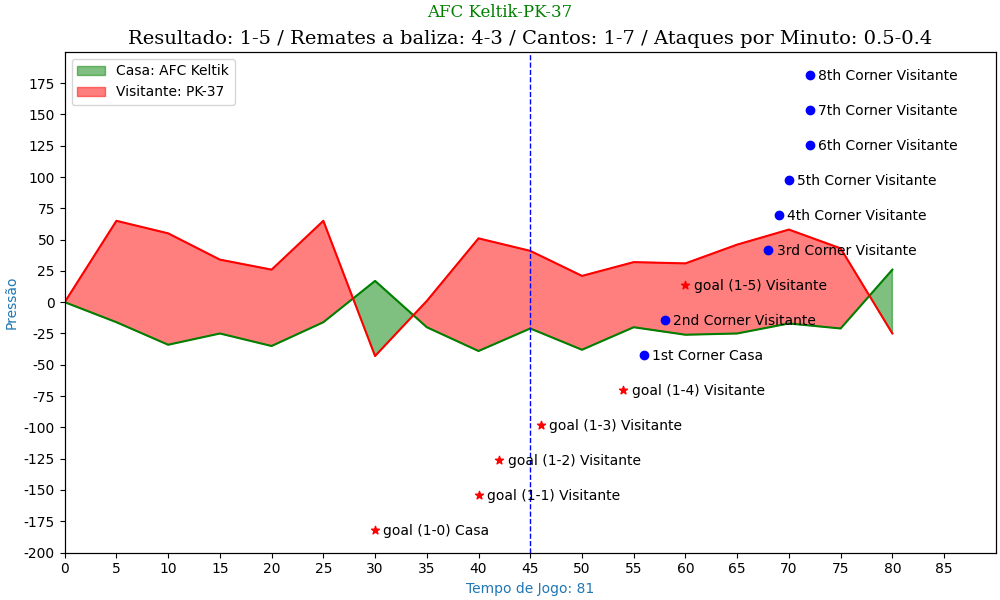 AFC Keltik-PK-37
Resultado: 1-5 / Remates a baliza: 4-3 / Cantos: 1-7 / Ataques por Minuto: 0.5-0.4
Casa: AFC Keltik
Visitante: PK-37
8th Corner Visitante
7th Corner Visitante
6th Corner Visitante
5th Corner Visitante
4th Corner Visitante
3rd Corner Visitante
goal (1-5) Visitante
2nd Corner Visitante
1st Corner Casa
goal (1-4) Visitante
goal (1-3) Visitante
goal (1-2) Visitante
goal (1-1) Visitante
goal (1-0) Casa
Pressão
175
150
125
100
75
50
25
0
-25
-50
-75
-100
-125
-150
-175
-200
0 5 10 15 20 25 30 35 40 45 50 55 60 65 70 75 80 85
Tempo de Jogo: 81